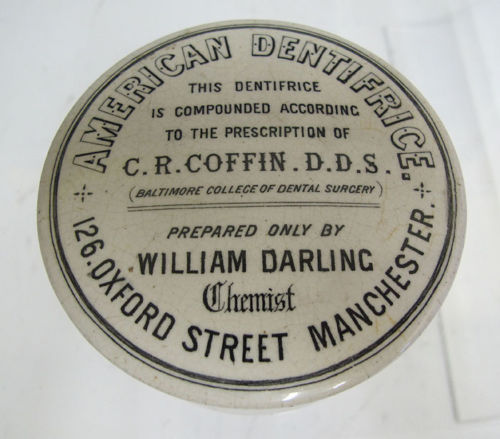 AMERICAN DENTIFRICE.
THIS DENTIFRICE
IS COMPOUNDED ACCORDING
TO THE PRESCRIPTION OF
C.R.COFFIN.D.D.S.
(BALTIMORE COLLEGE OF DENTAL SURGERY)
PREPARED ONLY BY
WILLIAM DARLING
Chemist
126.OXFORD STREET MANCHESTER.